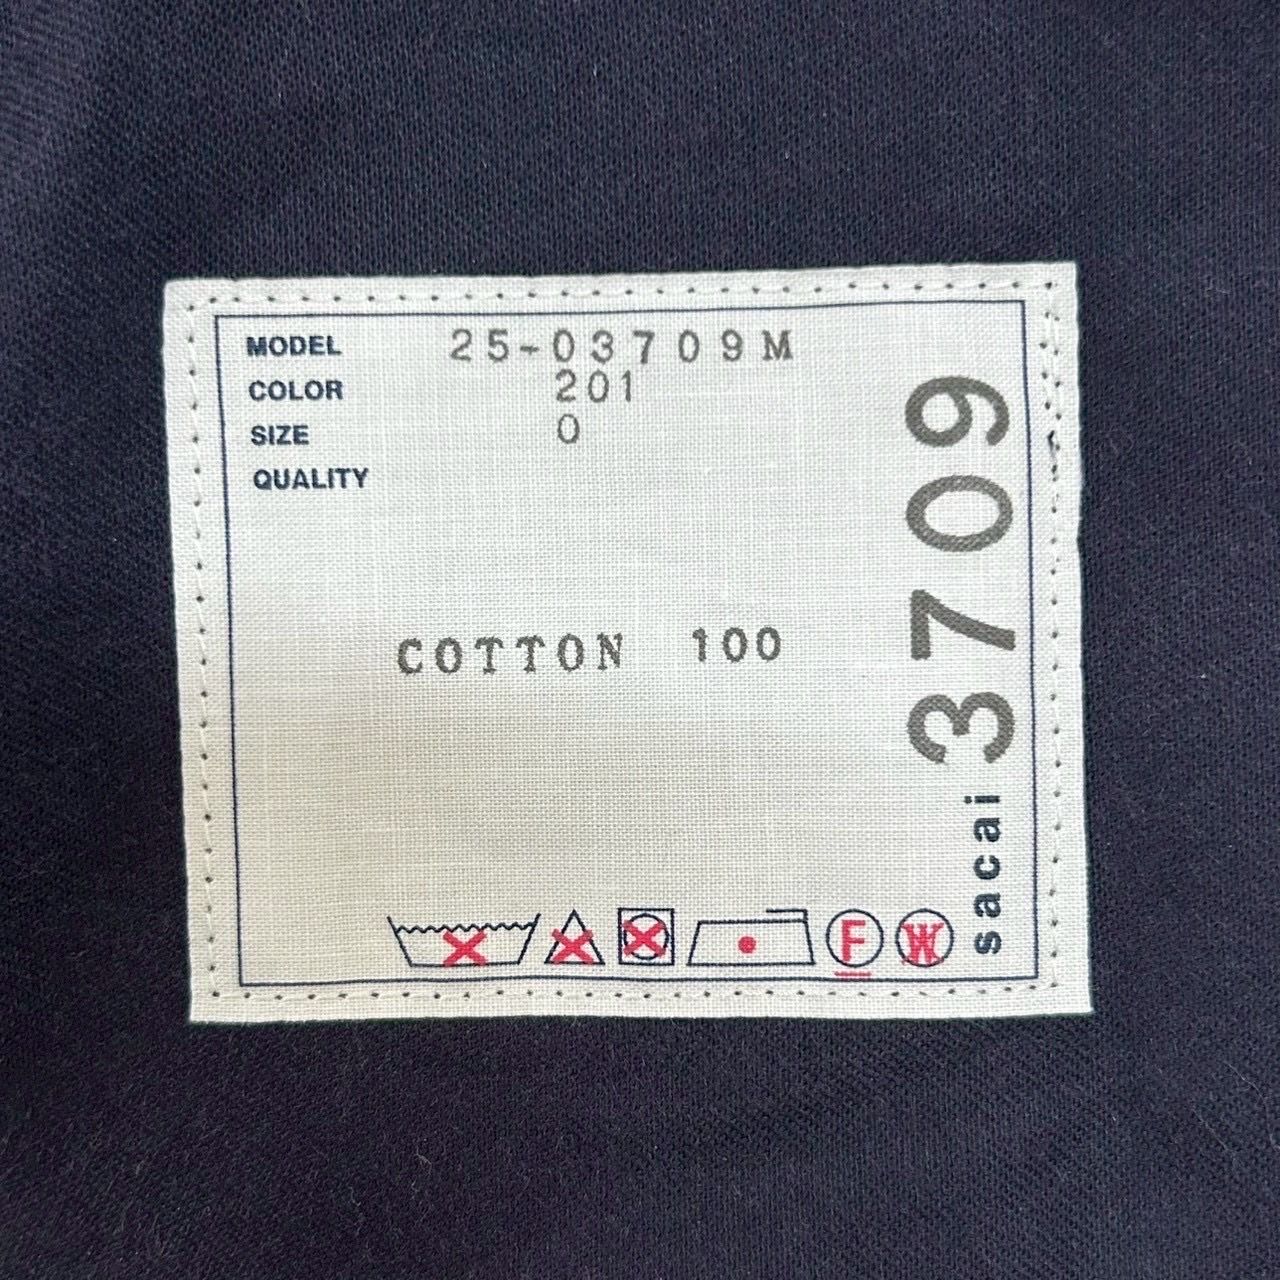 MODEL 25-03709M
COLOR 201
SIZE 0
QUALITY
COTTON 100
sacai 3709
F W